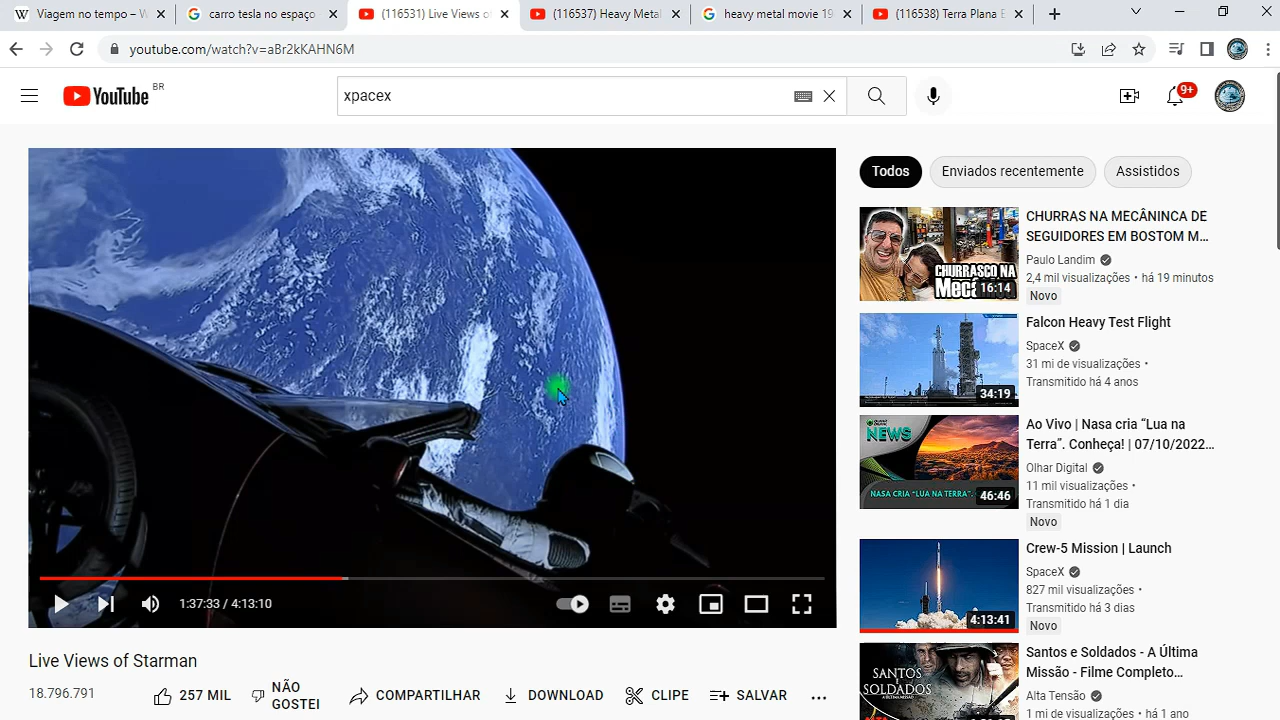 Viagem no tempo – W
carro tesla no espaço
(116531) Live Views of
(116537) Heavy Metal
heavy metal movie 19
(116538) Terra Plana E
youtube.com/watch?v=aBr2kKAHN6M
YouTube BR
xpacex
9+
Todos
Enviados recentemente
Assistidos
CHURRASCO NA
Mecâ
16:14
CHURRAS NA MECÂNINCA DE
SEGUIDORES EM BOSTOM M...
Paulo Landim
2,4 mil visualizações • há 19 minutos
Novo
34:19
Falcon Heavy Test Flight
SpaceX
31 mi de visualizações •
Transmitido há 4 anos
NEWS
NASA CRIA "LUA NA TERRA".
46:46
Ao Vivo | Nasa cria “Lua na
Terra”. Conheça! | 07/10/2022...
Olhar Digital
11 mil visualizações •
Transmitido há 1 dia
Novo
4:13:41
Crew-5 Mission | Launch
SpaceX
827 mil visualizações •
Transmitido há 3 dias
Novo
SANTOS
E SOLDADOS
A ÚLTIMA MISSÃO
Santos e Soldados - A Última
Missão - Filme Completo...
Alta Tensão
1 mi de visualizações • há 1 ano
1:37:33 / 4:13:10
Live Views of Starman
18.796.791
257 MIL
NÃO
GOSTEI
COMPARTILHAR
DOWNLOAD
CLIPE
SALVAR